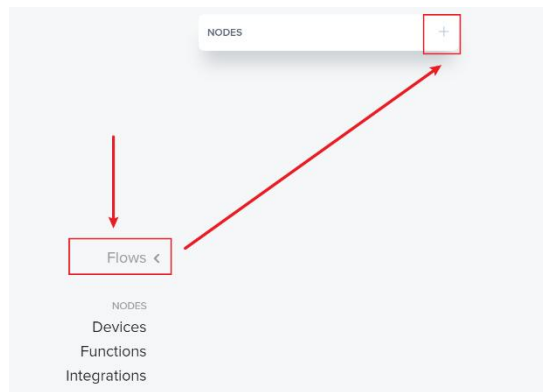 NODES +
Flows <
NODES
Devices
Functions
Integrations